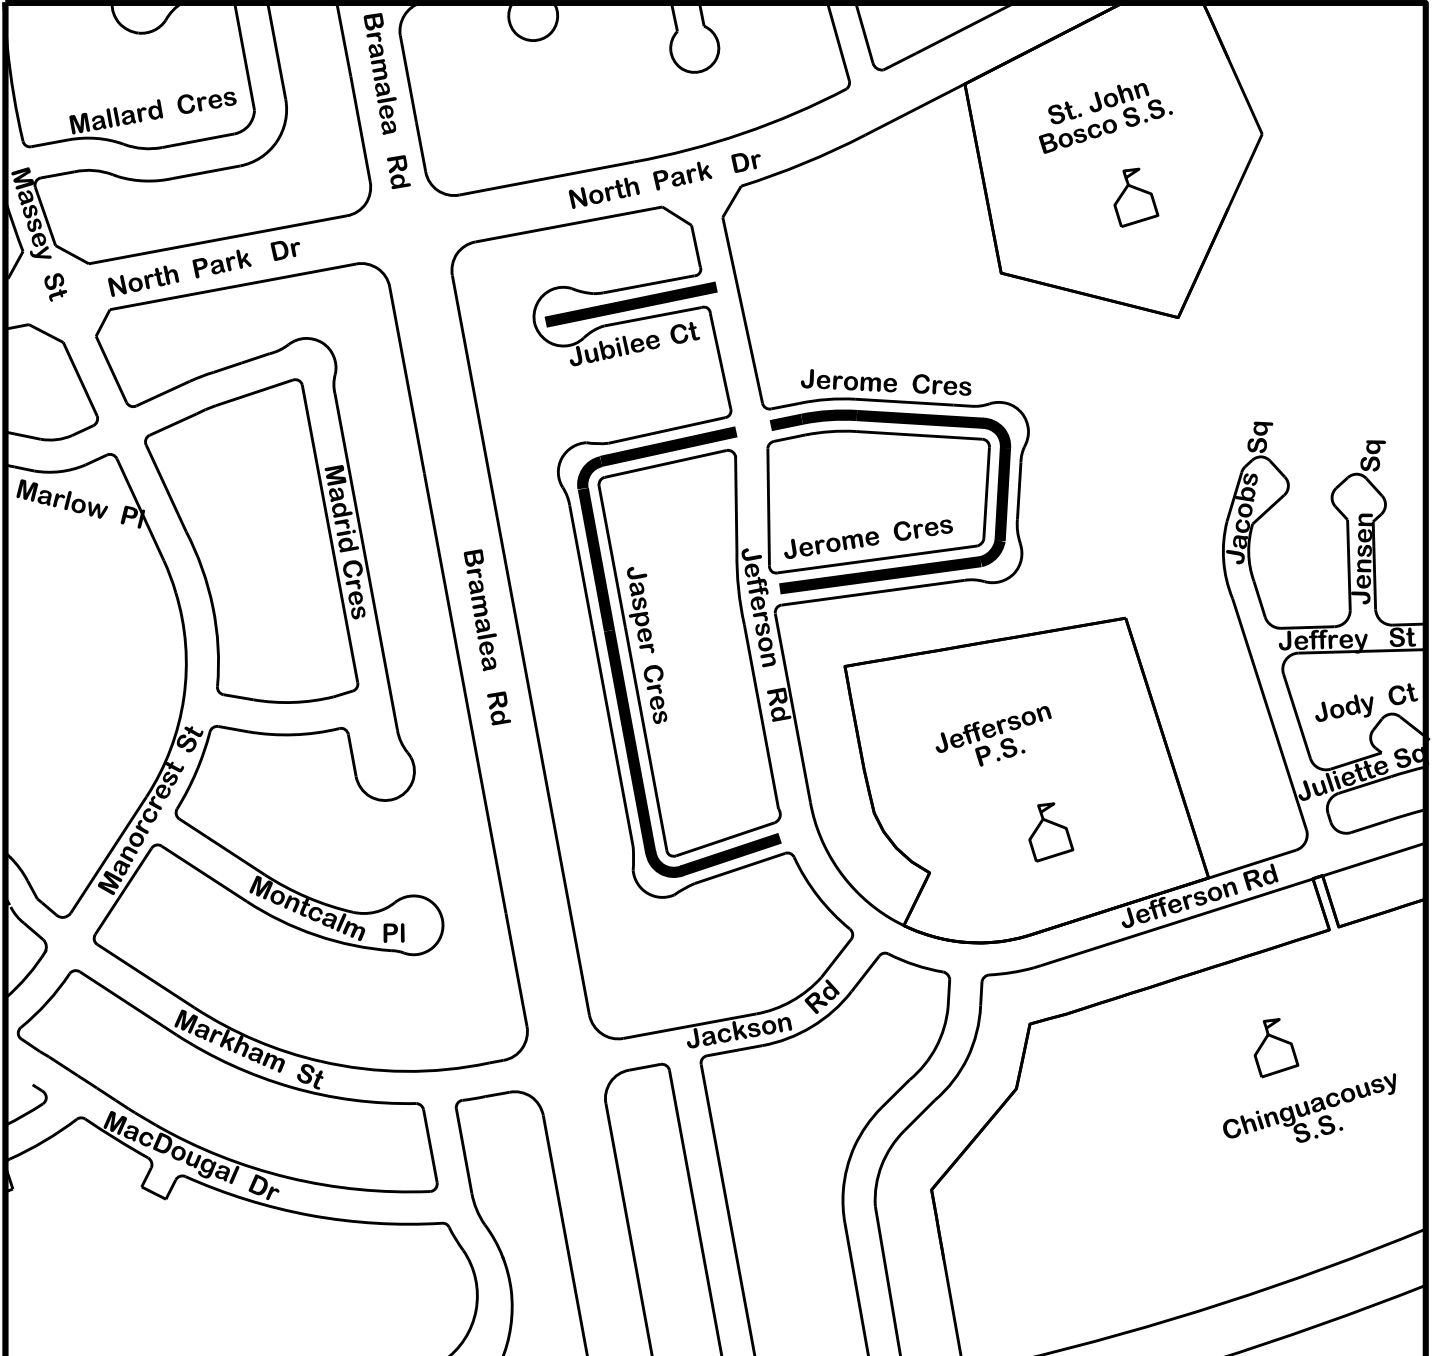 Bramalea Rd
Mallard Cres
St. John
Bosco S.S.
North Park Dr
Massey St
North Park Dr
Jubilee Ct
Jerome Cres
Jacobs Sq
Jensen Sq
Marlow Pl
Madrid Cres
Jerome Cres
Bramalea Rd
Jasper Cres
Jefferson Rd
Jeffrey St
Jody Ct
Jefferson
P.S.
Juliette Sq
Manorcrest St
Montcalm Pl
Jefferson Rd
Jackson Rd
Markham St
Chinguacousy
S.S.
MacDougal Dr